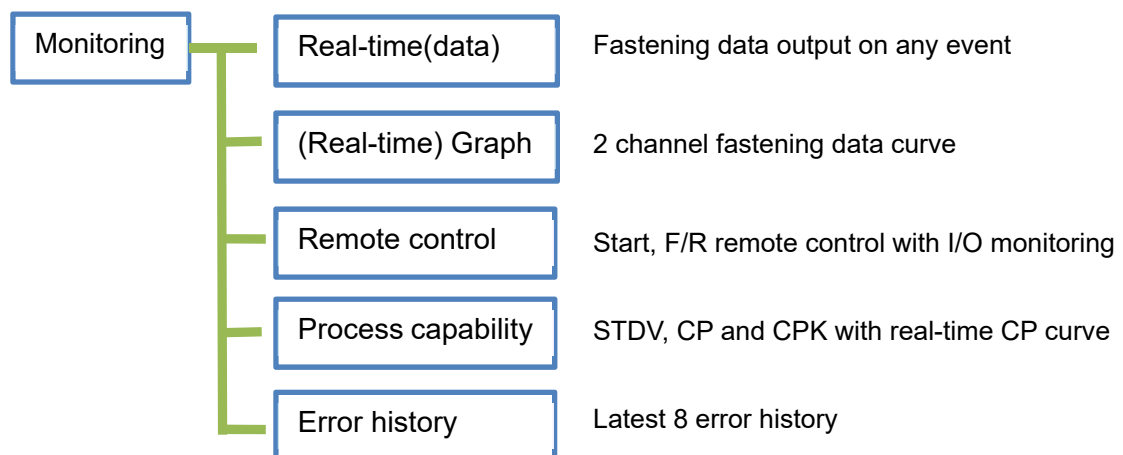 Monitoring
Real-time(data)
Fastening data output on any event
(Real-time) Graph
2 channel fastening data curve
Remote control
Start, F/R remote control with I/O monitoring
Process capability
STDV, CP and CPK with real-time CP curve
Error history
Latest 8 error history